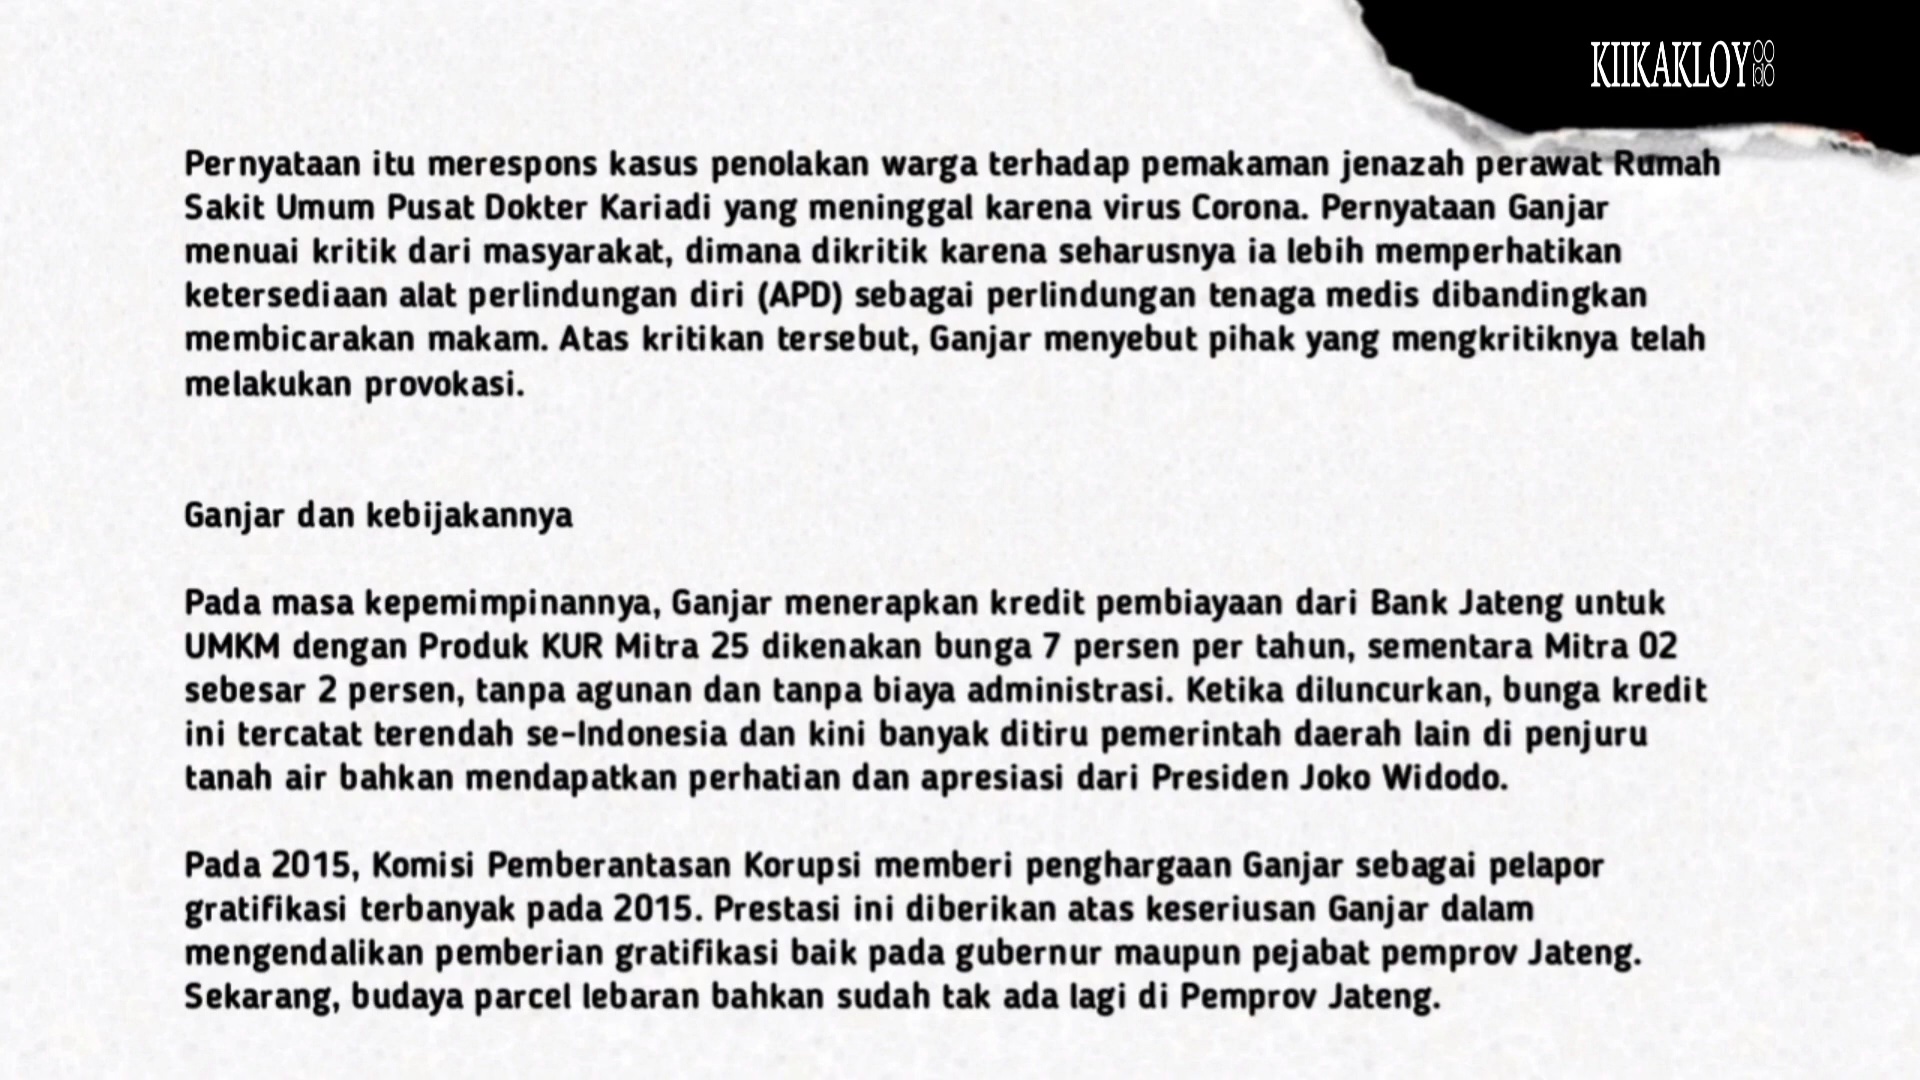 KIIKAKLOY
Pernyataan itu merespons kasus penolakan warga terhadap pemakaman jenazah perawat Rumah
Sakit Umum Pusat Dokter Kariadi yang meninggal karena virus Corona. Pernyataan Ganjar
menuai kritik dari masyarakat, dimana dikritik karena seharusnya ia lebih memperhatikan
ketersediaan alat perlindungan diri (APD) sebagai perlindungan tenaga medis dibandingkan
membicarakan makam. Atas kritikan tersebut, Ganjar menyebut pihak yang mengkritiknya telah
melakukan provokasi.
Ganjar dan kebijakannya
Pada masa kepemimpinannya, Ganjar menerapkan kredit pembiayaan dari Bank Jateng untuk
UMKM dengan Produk KUR Mitra 25 dikenakan bunga 7 persen per tahun, sementara Mitra 02
sebesar 2 persen, tanpa agunan dan tanpa biaya administrasi. Ketika diluncurkan, bunga kredit
ini tercatat terendah se-Indonesia dan kini banyak ditiru pemerintah daerah lain di penjuru
tanah air bahkan mendapatkan perhatian dan apresiasi dari Presiden Joko Widodo.
Pada 2015, Komisi Pemberantasan Korupsi memberi penghargaan Ganjar sebagai pelapor
gratifikasi terbanyak pada 2015. Prestasi ini diberikan atas keseriusan Ganjar dalam
mengendalikan pemberian gratifikasi baik pada gubernur maupun pejabat pemprov Jateng.
Sekarang, budaya parcel lebaran bahkan sudah tak ada lagi di Pemprov Jateng.